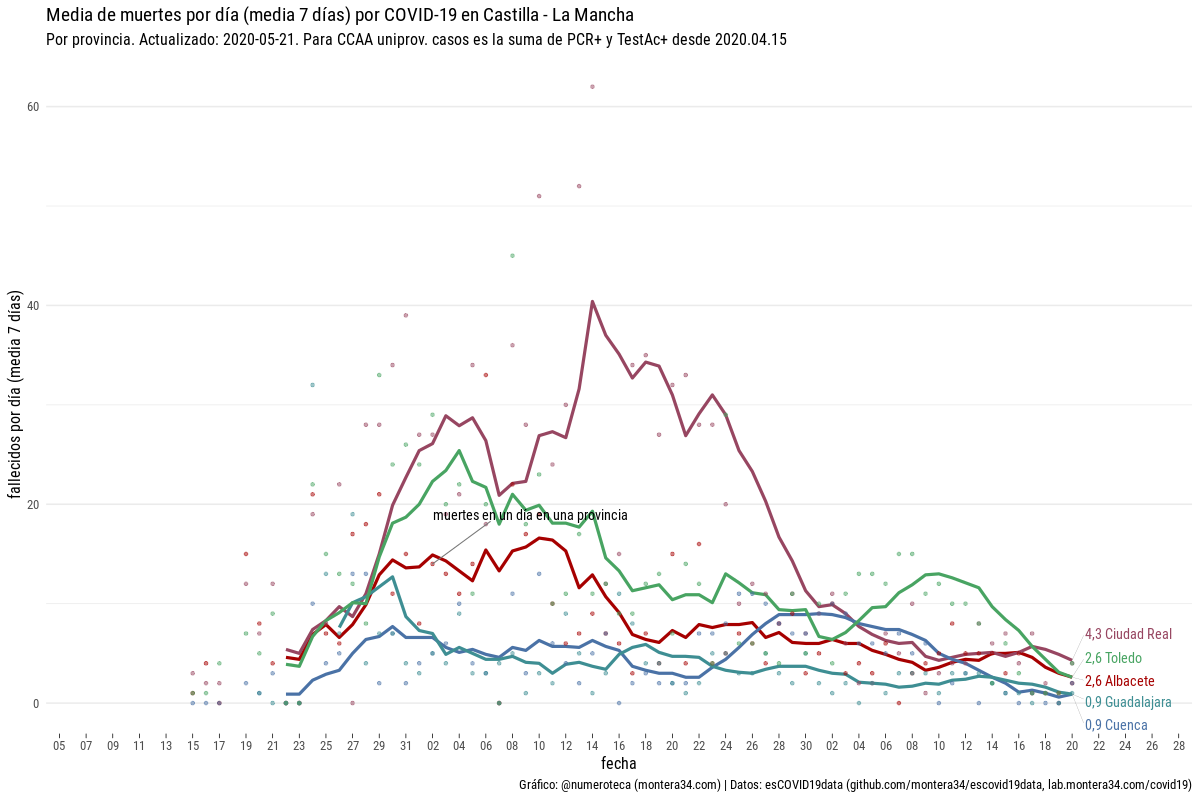 Media de muertes por día (media 7 días) por COVID-19 en Castilla - La Mancha
Por provincia. Actualizado: 2020-05-21. Para CCAA uniprov. casos es la suma de PCR+ y TestAc+ desde 2020.04.15
fallecidos por día (media 7 días)
60
40
20
0
muertes en un día en una provincia
4,3 Ciudad Real
2,6 Toledo
2,6 Albacete
0,9 Guadalajara
0,9 Cuenca
05 07 09 11 13 15 17 19 21 23 25 27 29 31 02 04 06 08 10 12 14 16 18 20 22 24 26 28 30 02 04 06 08 10 12 14 16 18 20 22 24 26 28
fecha
Gráfico: @numeroteca (montera34.com) | Datos: esCOVID19data (github.com/montera34/escovid19data, lab.montera34.com/covid19)